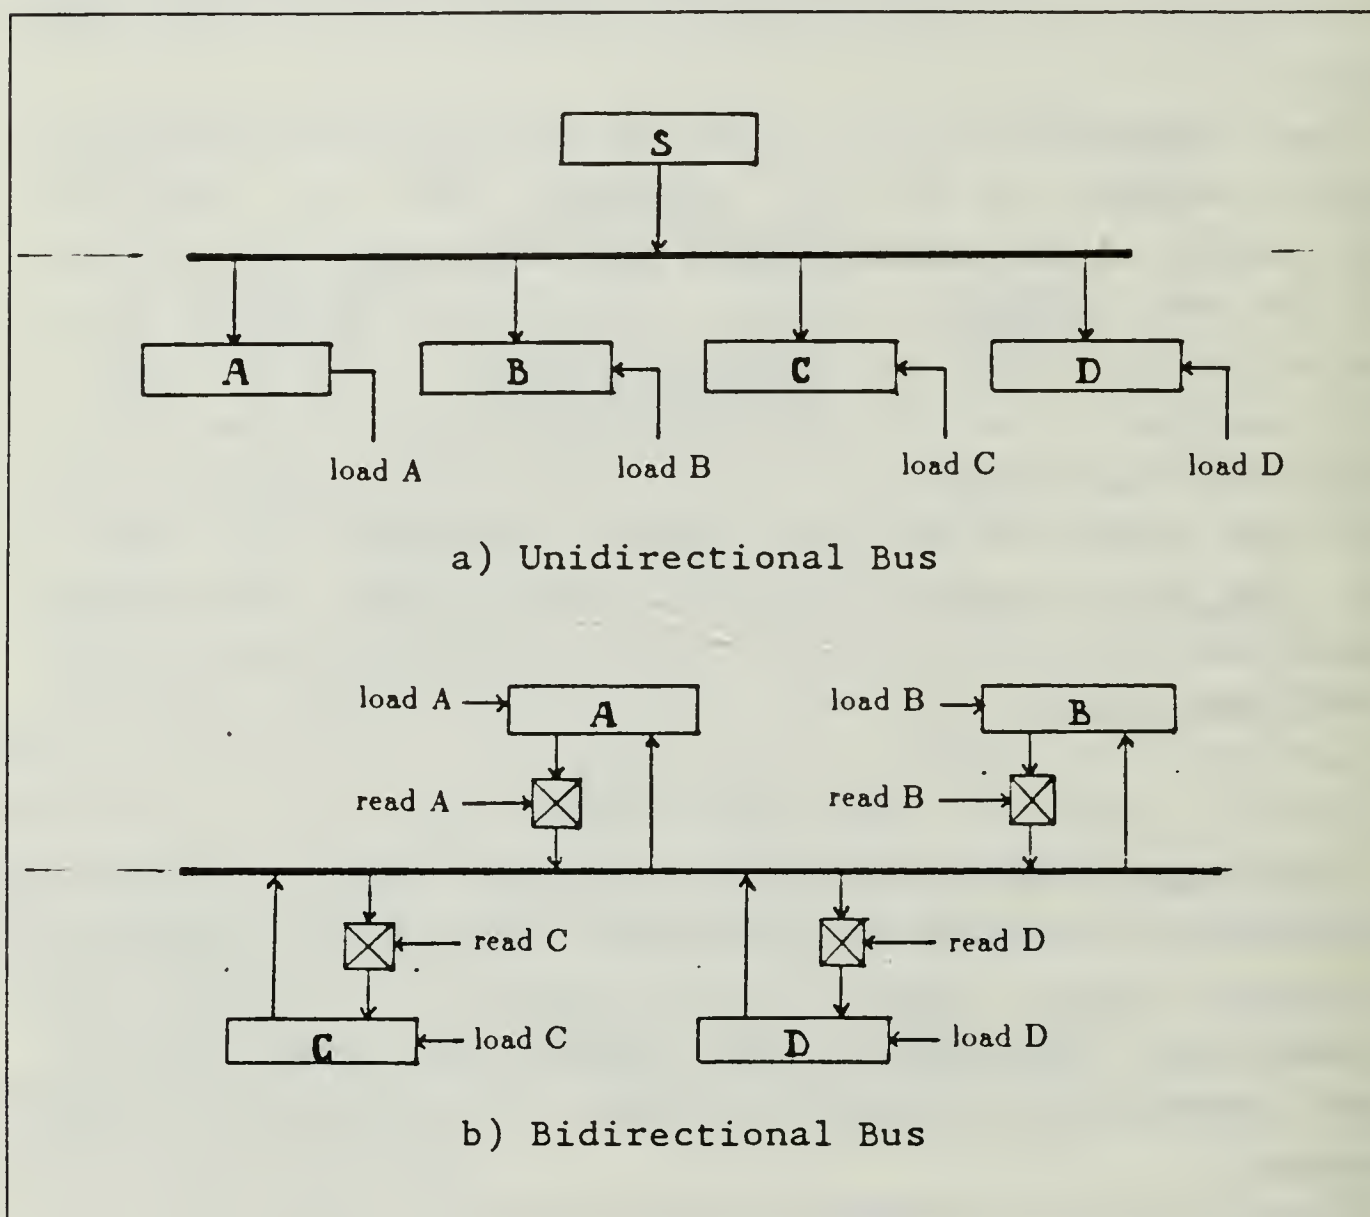 S
A B C D
load A load B load C load D
a) Unidirectional Bus
load A A load B B
read A read B
read C read D
C load C D load D
b) Bidirectional Bus